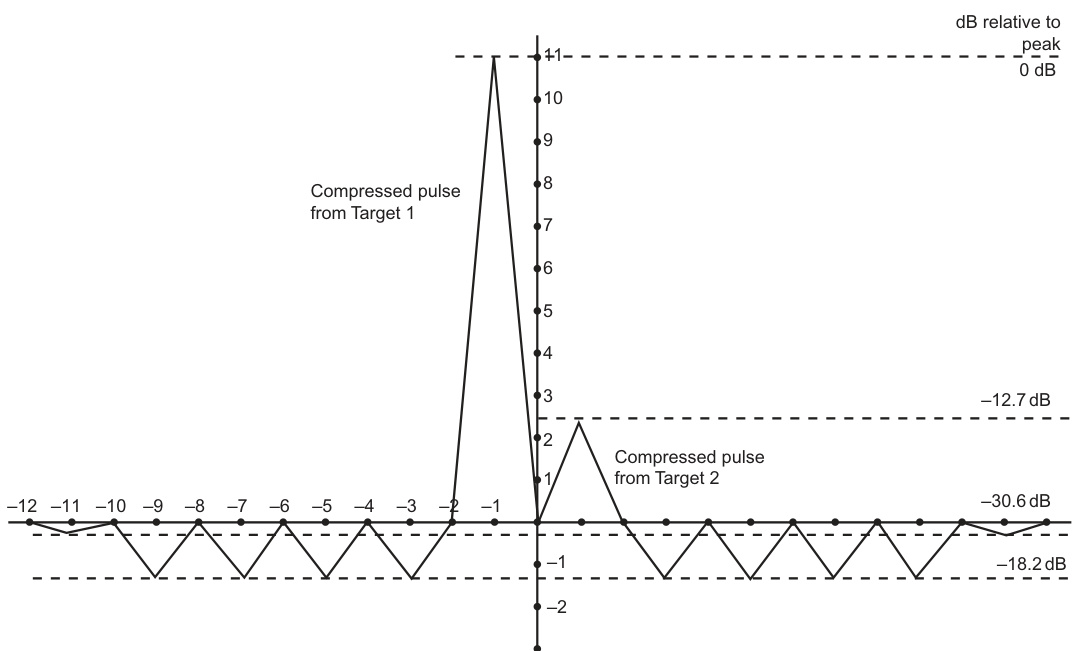 dB relative to
peak
11
0 dB
10
9
8
Compressed pulse
from Target 1
7
6
5
4
3
–12.7 dB
2
Compressed pulse
from Target 2
1
–12 –11 –10 –9 –8 –7 –6 –5 –4 –3 –2 –1
–30.6 dB
–1
–18.2 dB
–2